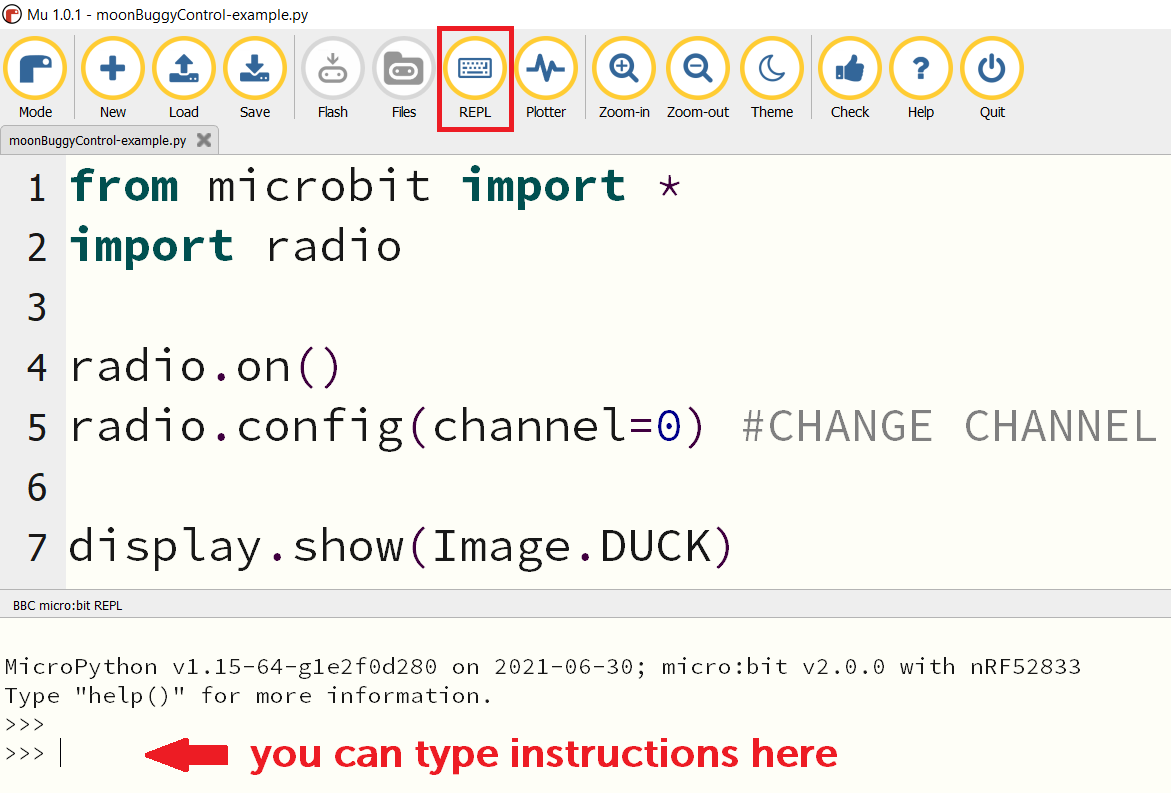 Mu 1.0.1 - moonBuggyControl-example.py
Mode New Load Save Flash Files REPL Plotter Zoom-in Zoom-out Theme Check Help Quit
moonBuggyControl-example.py
1 from microbit import *
2 import radio
3
4 radio.on()
5 radio.config(channel=0) #CHANGE CHANNEL
6
7 display.show(Image.DUCK)
BBC micro:bit REPL
MicroPython v1.15-64-g1e2f0d280 on 2021-06-30; micro:bit v2.0.0 with nRF52833
Type "help()" for more information.
>>>
>>> you can type instructions here